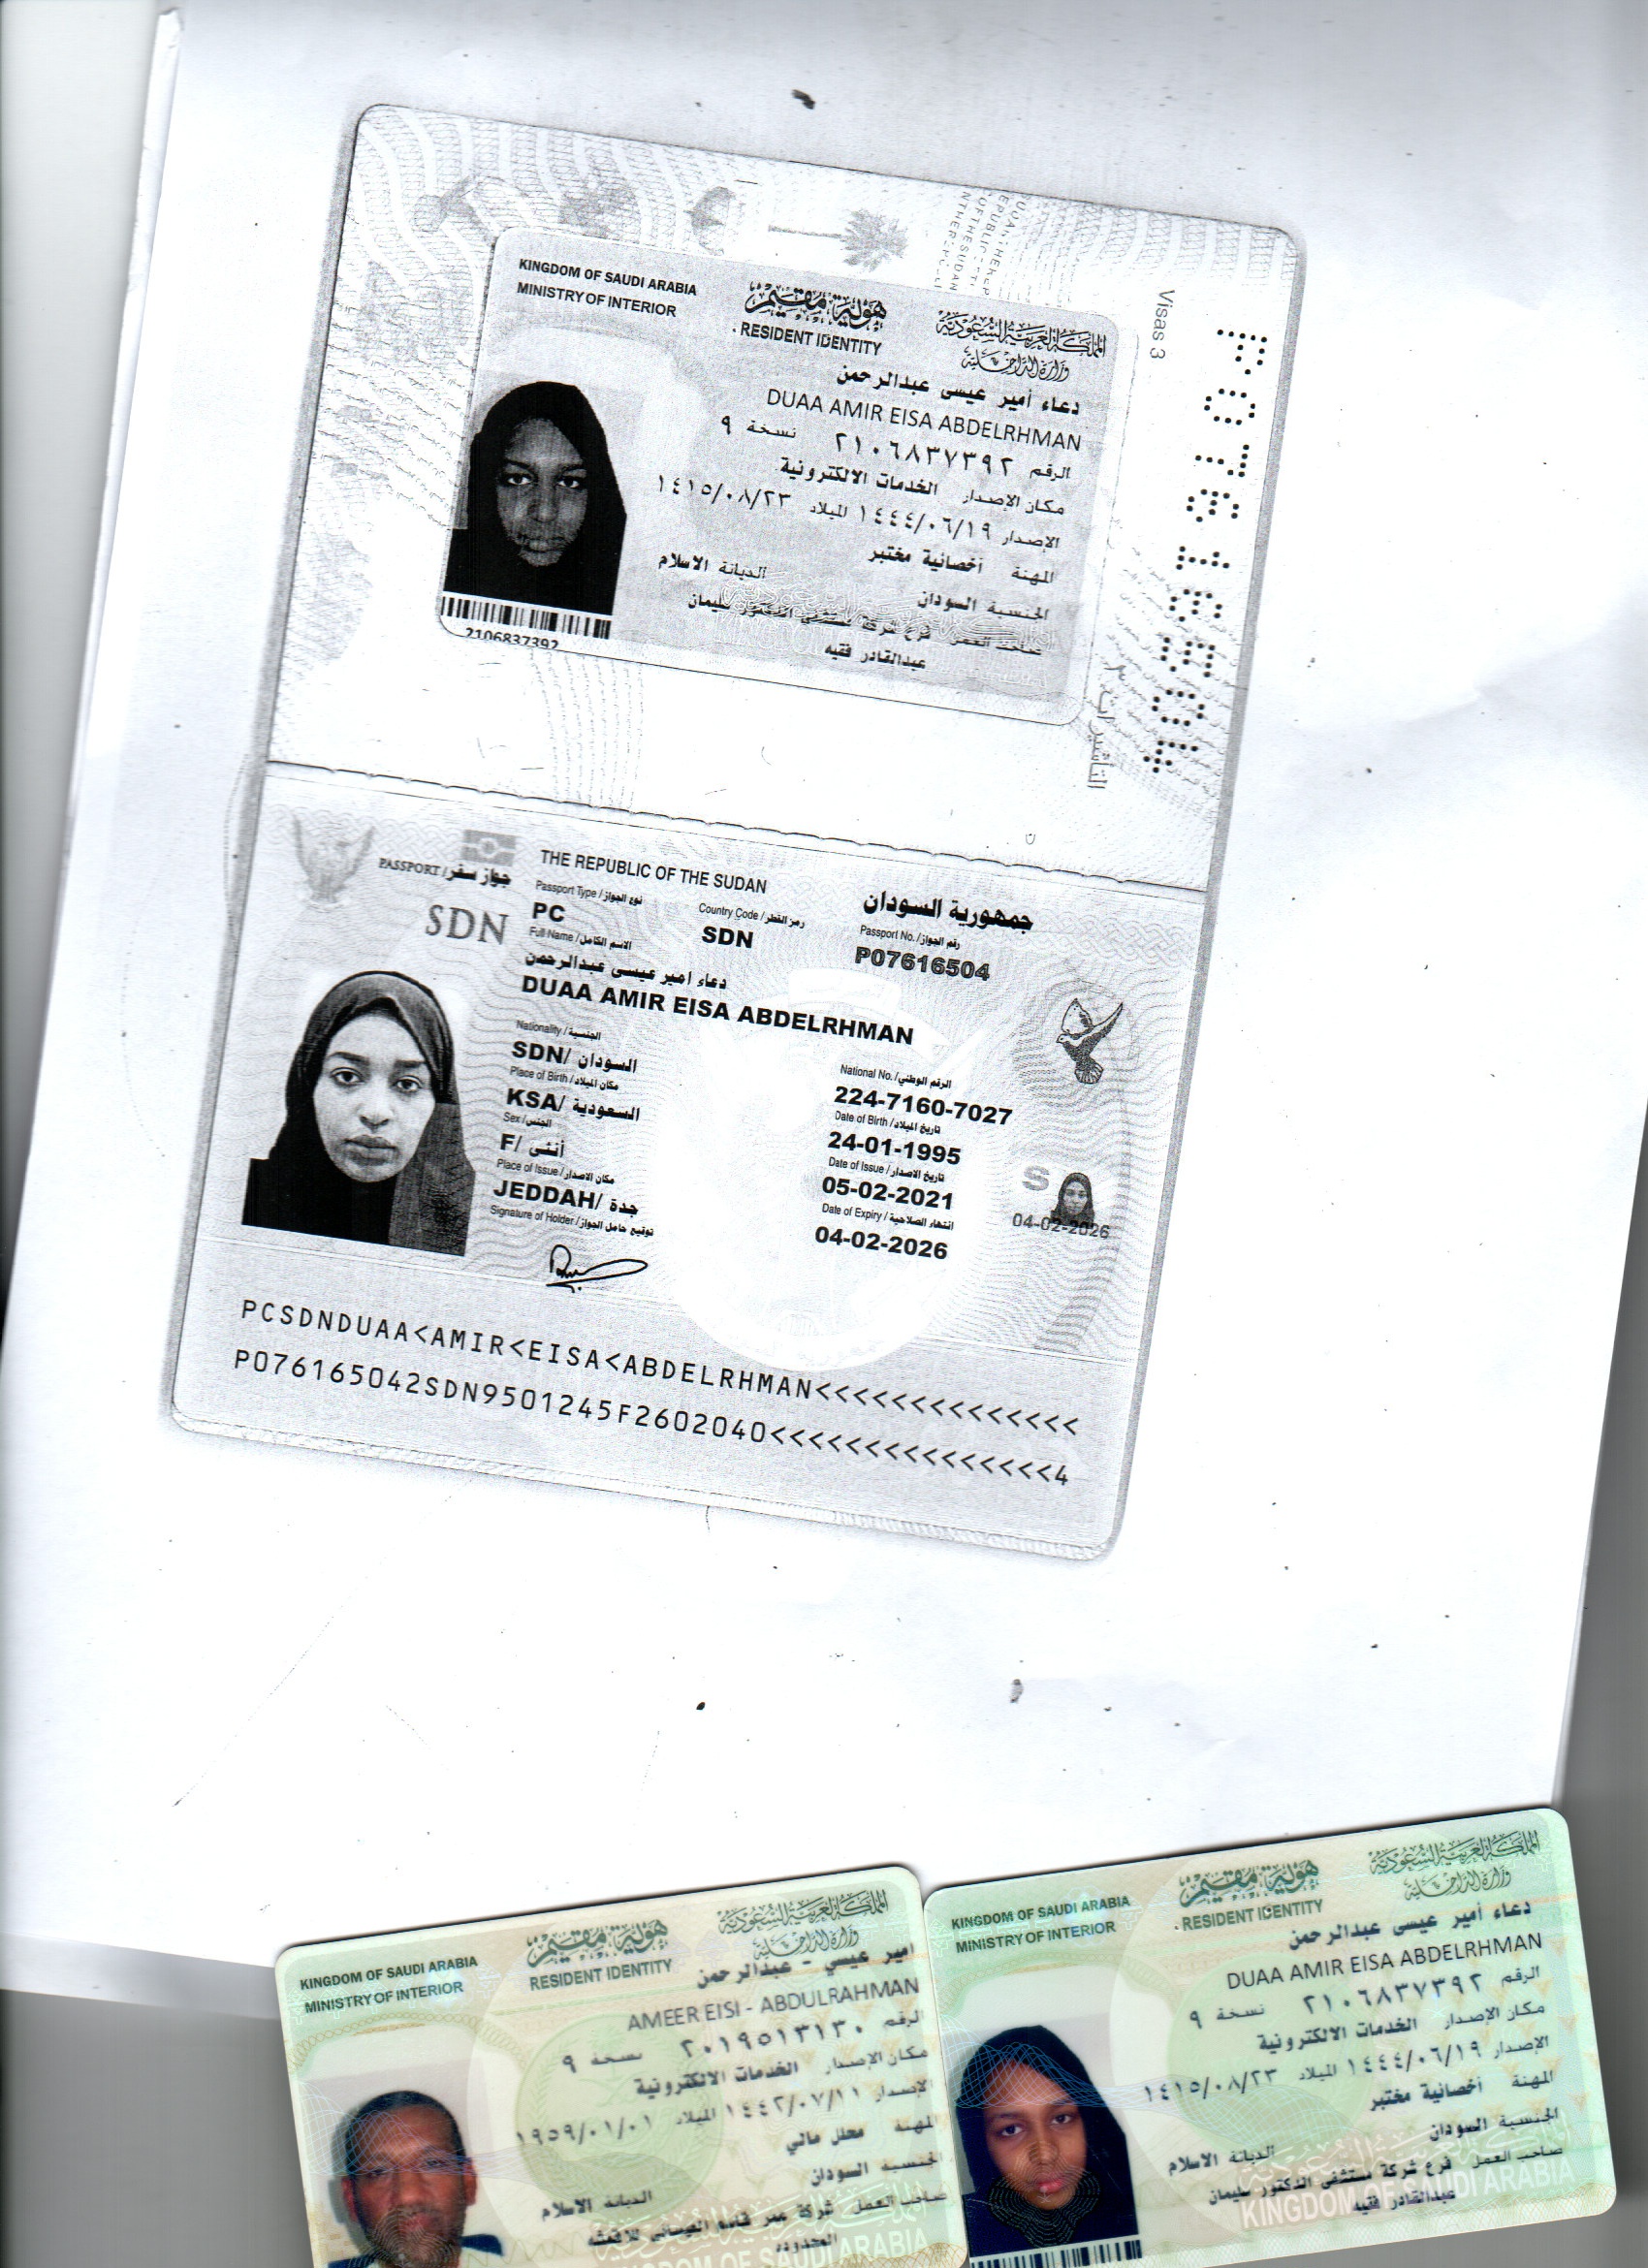 KINGDOM OF SAUDI ARABIA
MINISTRY OF INTERIOR
هوية مقيم
RESIDENT IDENTITY
المملكة العربية السعودية
وزارة الداخلية
دعاء أمير عيسى عبدالرحمن
DUAA AMIR EISA ABDELRHMAN
الرقم ٢١٠٦٨٣٧٣٩٢ نسخة ٩
مكان الإصدار الخدمات الالكترونية
الإصدار ١٤٤٤/٠٦/١٩ الميلاد ١٤١٥/٠٨/٢٣
المهنة أخصائية مختبر
الجنسية السودان الديانة الاسلام
صاحب العمل فرع شركة مستشفى الدكتور سليمان
عبدالقادر فقيه
2106837392
Visas 3
P07616504
التأشيرات ٣
PASSPORT/جواز سفر
SDN
THE REPUBLIC OF THE SUDAN
جمهورية السودان
Passport Type/نوع الجواز
PC
Country Code/رمز القطر
SDN
Passport No./رقم الجواز
P07616504
Full Name/الاسم الكامل
دعاء امير عيسى عبدالرحمن
DUAA AMIR EISA ABDELRHMAN
Nationality/الجنسية
SDN/ السودان
National No./الرقم الوطني
224-7160-7027
Place of Birth/مكان الميلاد
KSA/ السعودية
Date of Birth/تاريخ الميلاد
24-01-1995
Sex/الجنس
F/ أنثى
Date of Issue/تاريخ الاصدار
05-02-2021
Place of Issue/مكان الاصدار
JEDDAH/ جدة
Date of Expiry/انتهاء الصلاحية
04-02-2026
Signature of Holder/توقيع حامل الجواز
S
04-02-2026
PCSDNDUAA<AMIR<EISA<ABDELRHMAN<<<<<<<<<<<<<<
P076165042SDN9501245F2602040<<<<<<<<<<<<<<<4
KINGDOM OF SAUDI ARABIA
MINISTRY OF INTERIOR
هوية مقيم
RESIDENT IDENTITY
المملكة العربية السعودية
وزارة الداخلية
امير عيسي - عبدالرحمن
AMEER EISI - ABDULRAHMAN
الرقم ٢٠١٩٥١٣١٣٠ نسخة ٩
مكان الإصدار الخدمات الالكترونية
الإصدار ١٤٤٢/٠٧/١١ الميلاد ١٩٥٩/٠١/٠١
المهنة محلل مالي
الجنسية السودان
الديانة الاسلام
صاحب العمل شركة عمر قاسم العيسائي للاقمشة
المحدودة
KINGDOM OF SAUDI ARABIA
KINGDOM OF SAUDI ARABIA
MINISTRY OF INTERIOR
هوية مقيم
RESIDENT IDENTITY
المملكة العربية السعودية
وزارة الداخلية
دعاء أمير عيسى عبدالرحمن
DUAA AMIR EISA ABDELRHMAN
الرقم ٢١٠٦٨٣٧٣٩٢ نسخة ٩
مكان الإصدار الخدمات الالكترونية
الإصدار ١٤٤٤/٠٦/١٩ الميلاد ١٤١٥/٠٨/٢٣
المهنة أخصائية مختبر
الجنسية السودان
الديانة الاسلام
صاحب العمل فرع شركة مستشفى الدكتور سليمان
عبدالقادر فقيه
KINGDOM OF SAUDI ARABIA